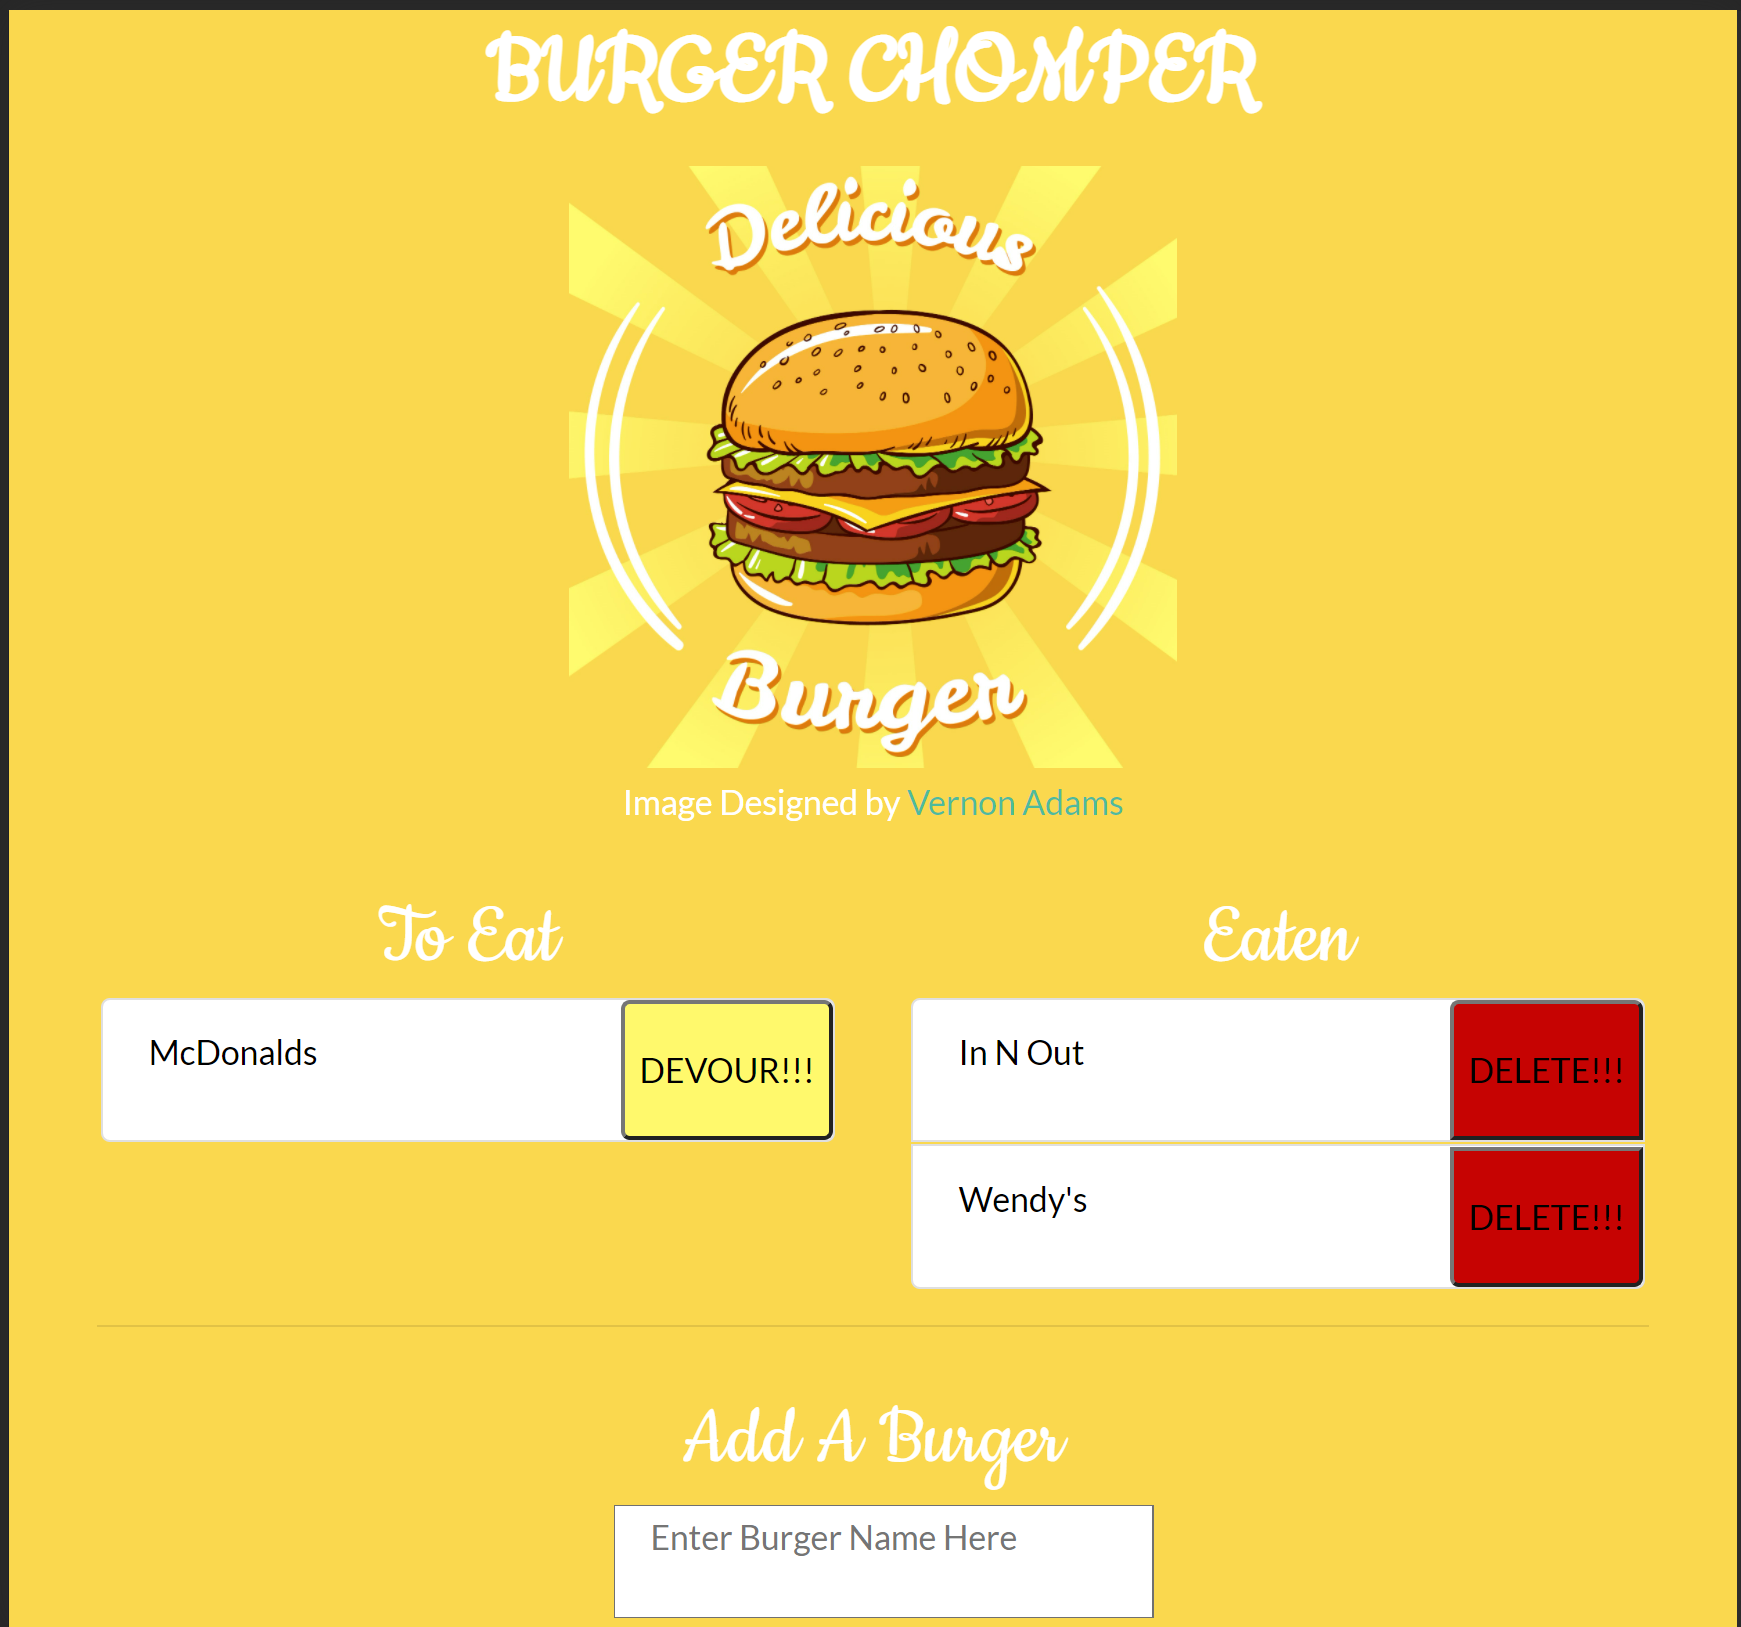 BURGER CHOMPER
Delicious
Burger
Image Designed by Vernon Adams
To Eat
McDonalds
DEVOUR!!!
Eaten
In N Out
DELETE!!!
Wendy's
DELETE!!!
Add A Burger
Enter Burger Name Here